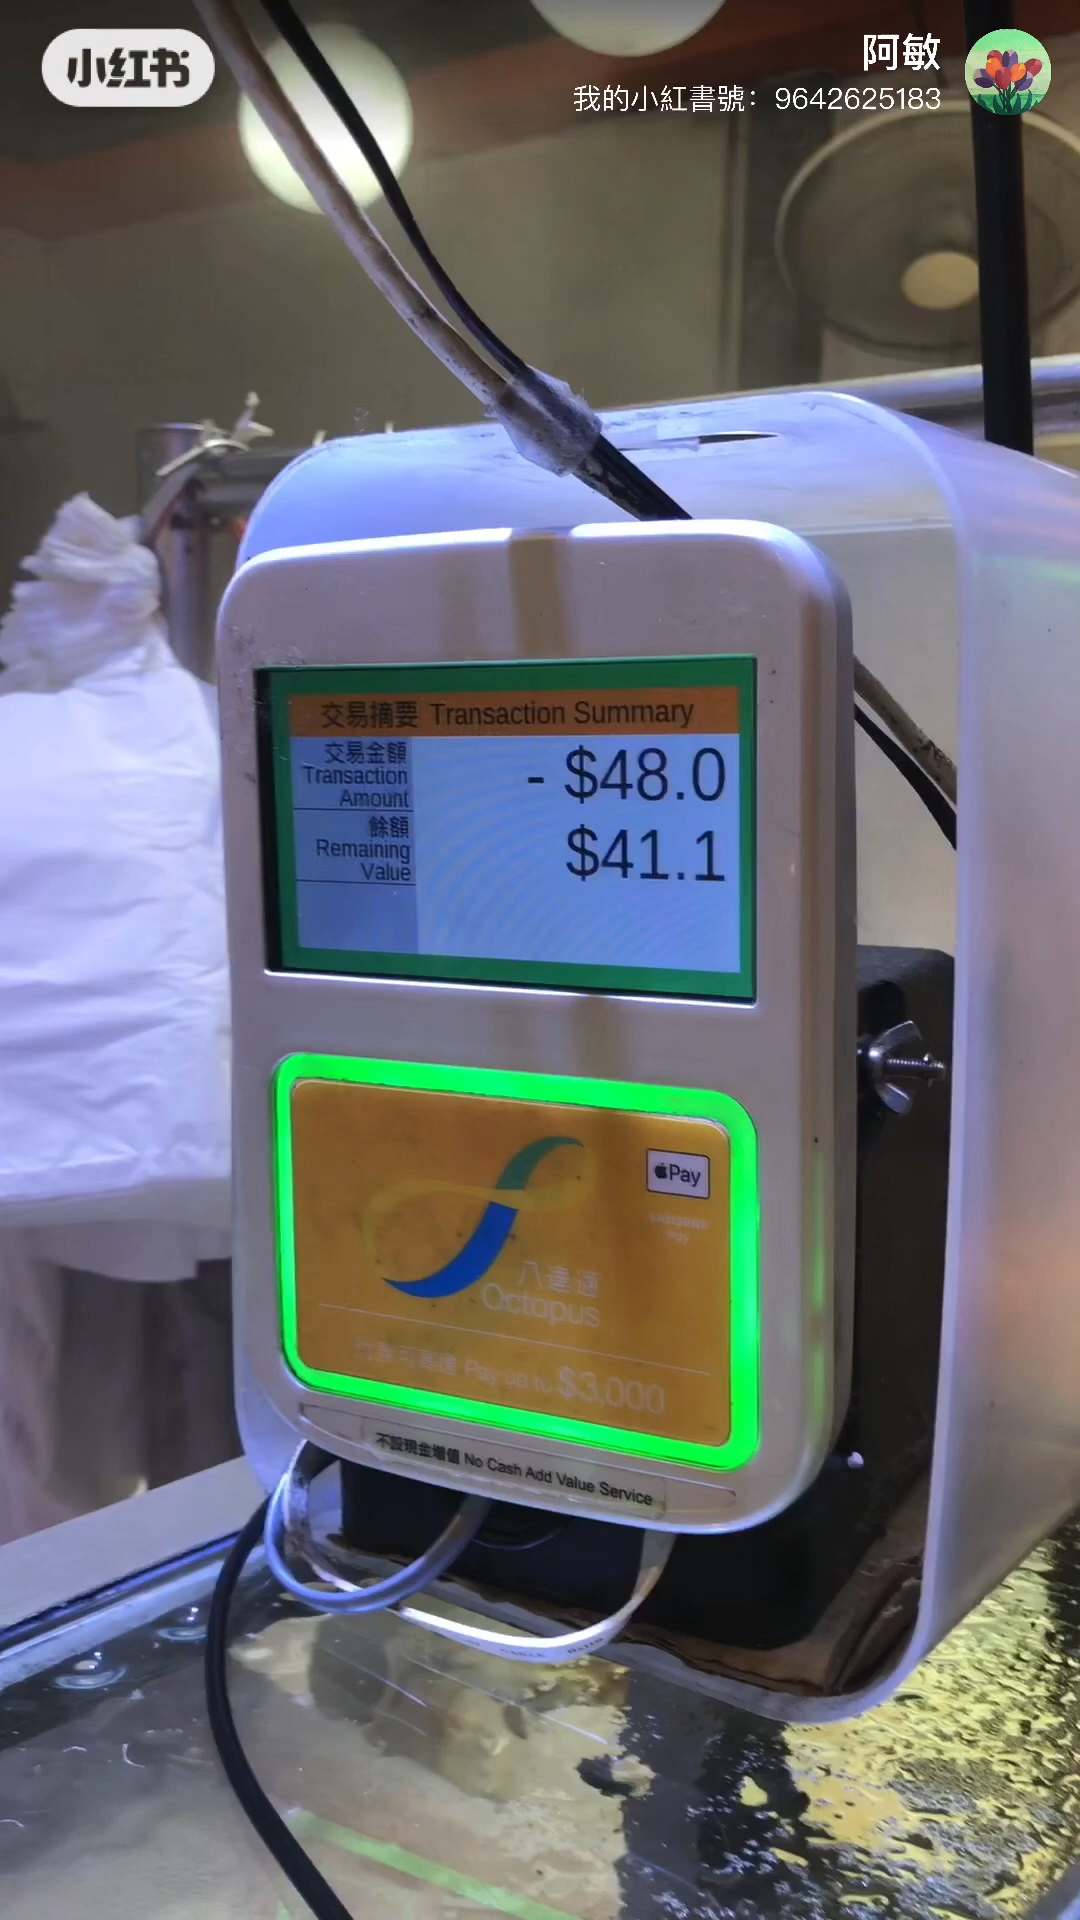 小红书
阿敏
我的小紅書號：9642625183
交易摘要 Transaction Summary
交易金額
Transaction
Amount
- $48.0
餘額
Remaining
Value
$41.1
Pay
SAMSUNG
pay
八達通
Octopus
Pay up to $3,000
不設現金增值 No Cash Add Value Service